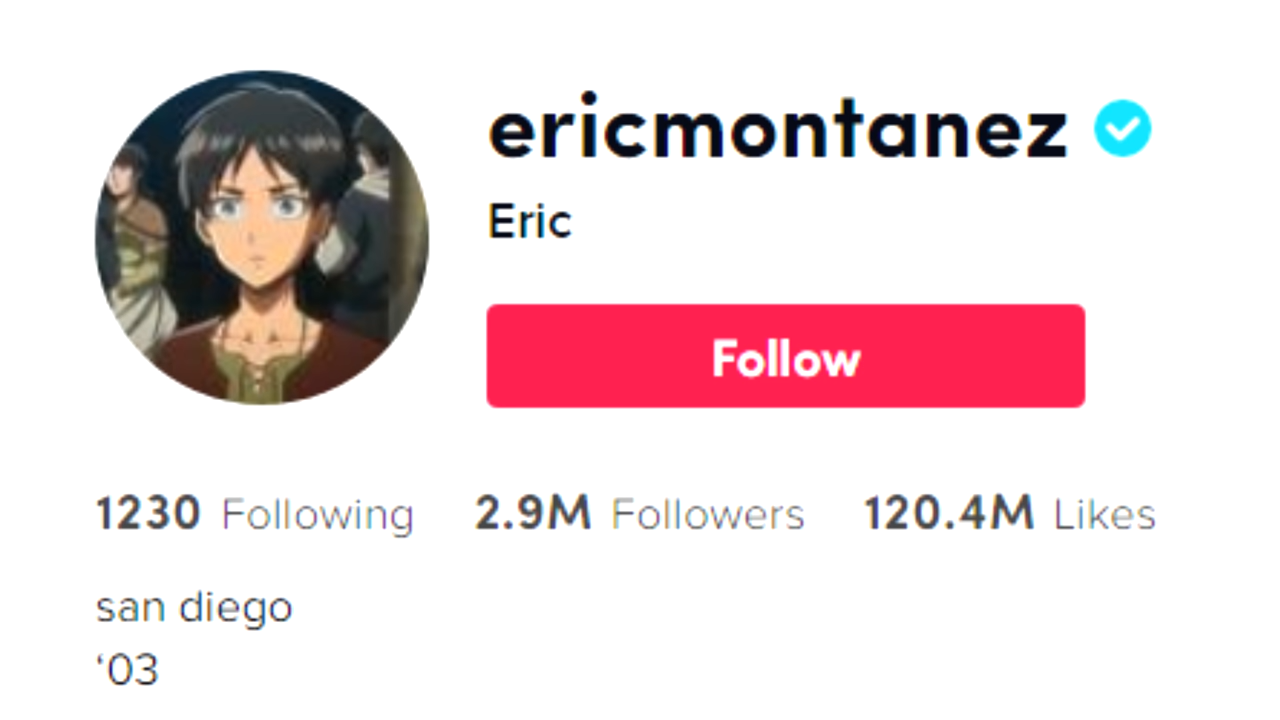 ericmontanez
Eric
Follow
1230 Following 2.9M Followers 120.4M Likes
san diego
‘03